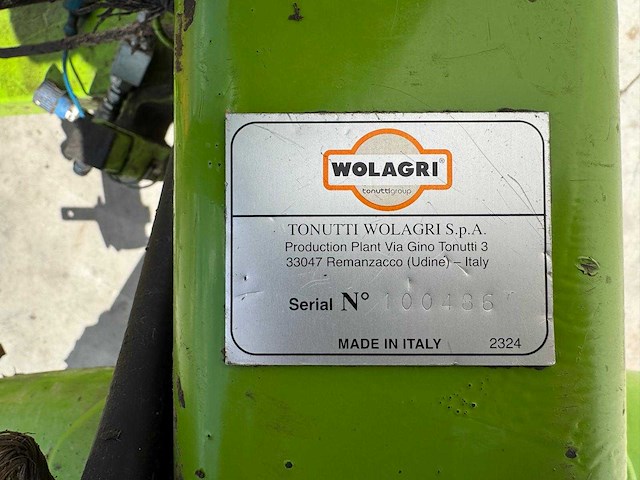 WOLAGRI®
tonuttigroup
TONUTTI WOLAGRI S.p.A.
Production Plant Via Gino Tonutti 3
33047 Remanzacco (Udine) – Italy
Serial N° 100486
MADE IN ITALY 2324